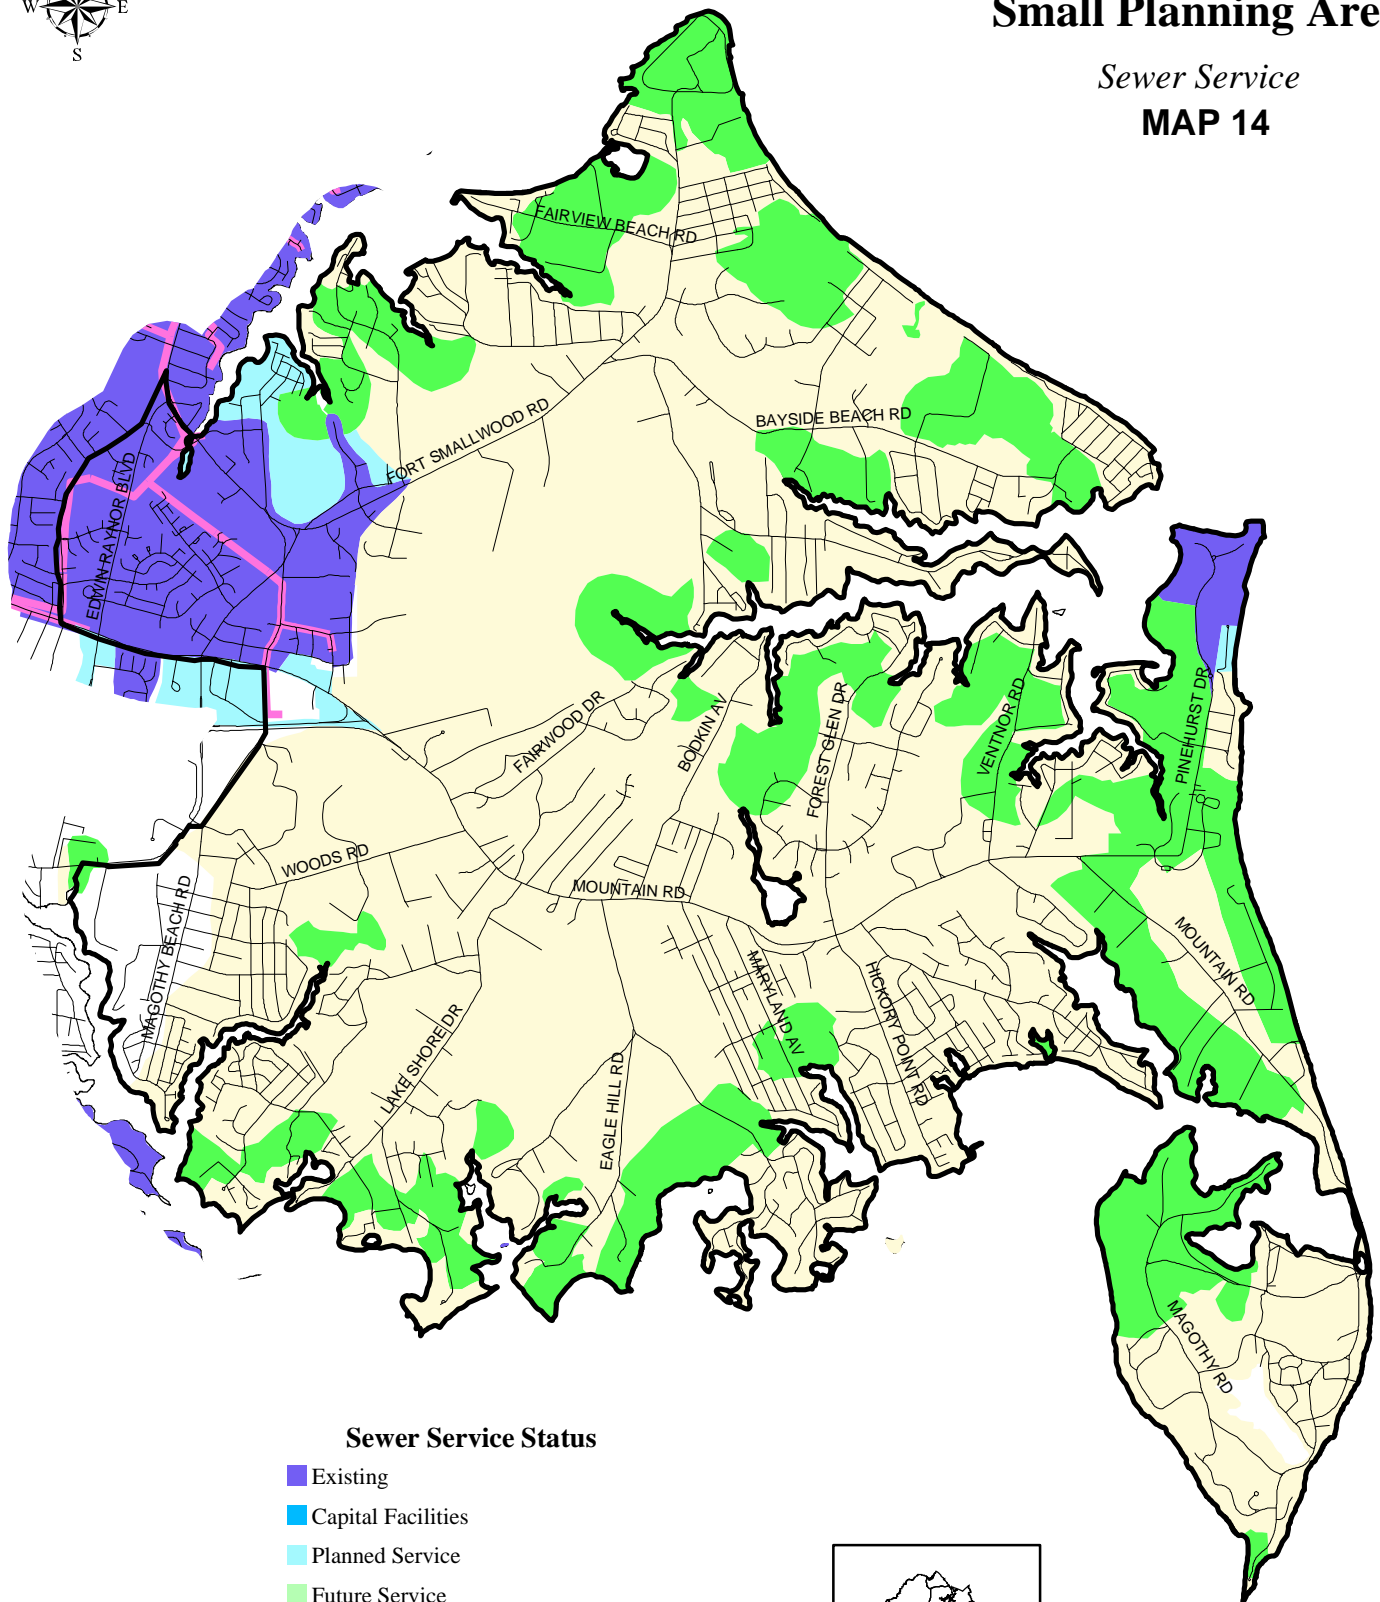 W E
S
Small Planning Are
Sewer Service
MAP 14
FAIRVIEW BEACH RD
FORT SMALLWOOD RD
BAYSIDE BEACH RD
EDWIN RAYNOR BLVD
FAIRWOOD DR
BODKIN AV
FOREST GLEN DR
VENTNOR RD
PINEHURST DR
WOODS RD
MOUNTAIN RD
MAGOTHY BEACH RD
MARYLAND AV
HICKORY POINT RD
MOUNTAIN RD
LAKE SHORE DR
EAGLE HILL RD
MAGOTHY RD
Sewer Service Status
Existing
Capital Facilities
Planned Service
Future Service